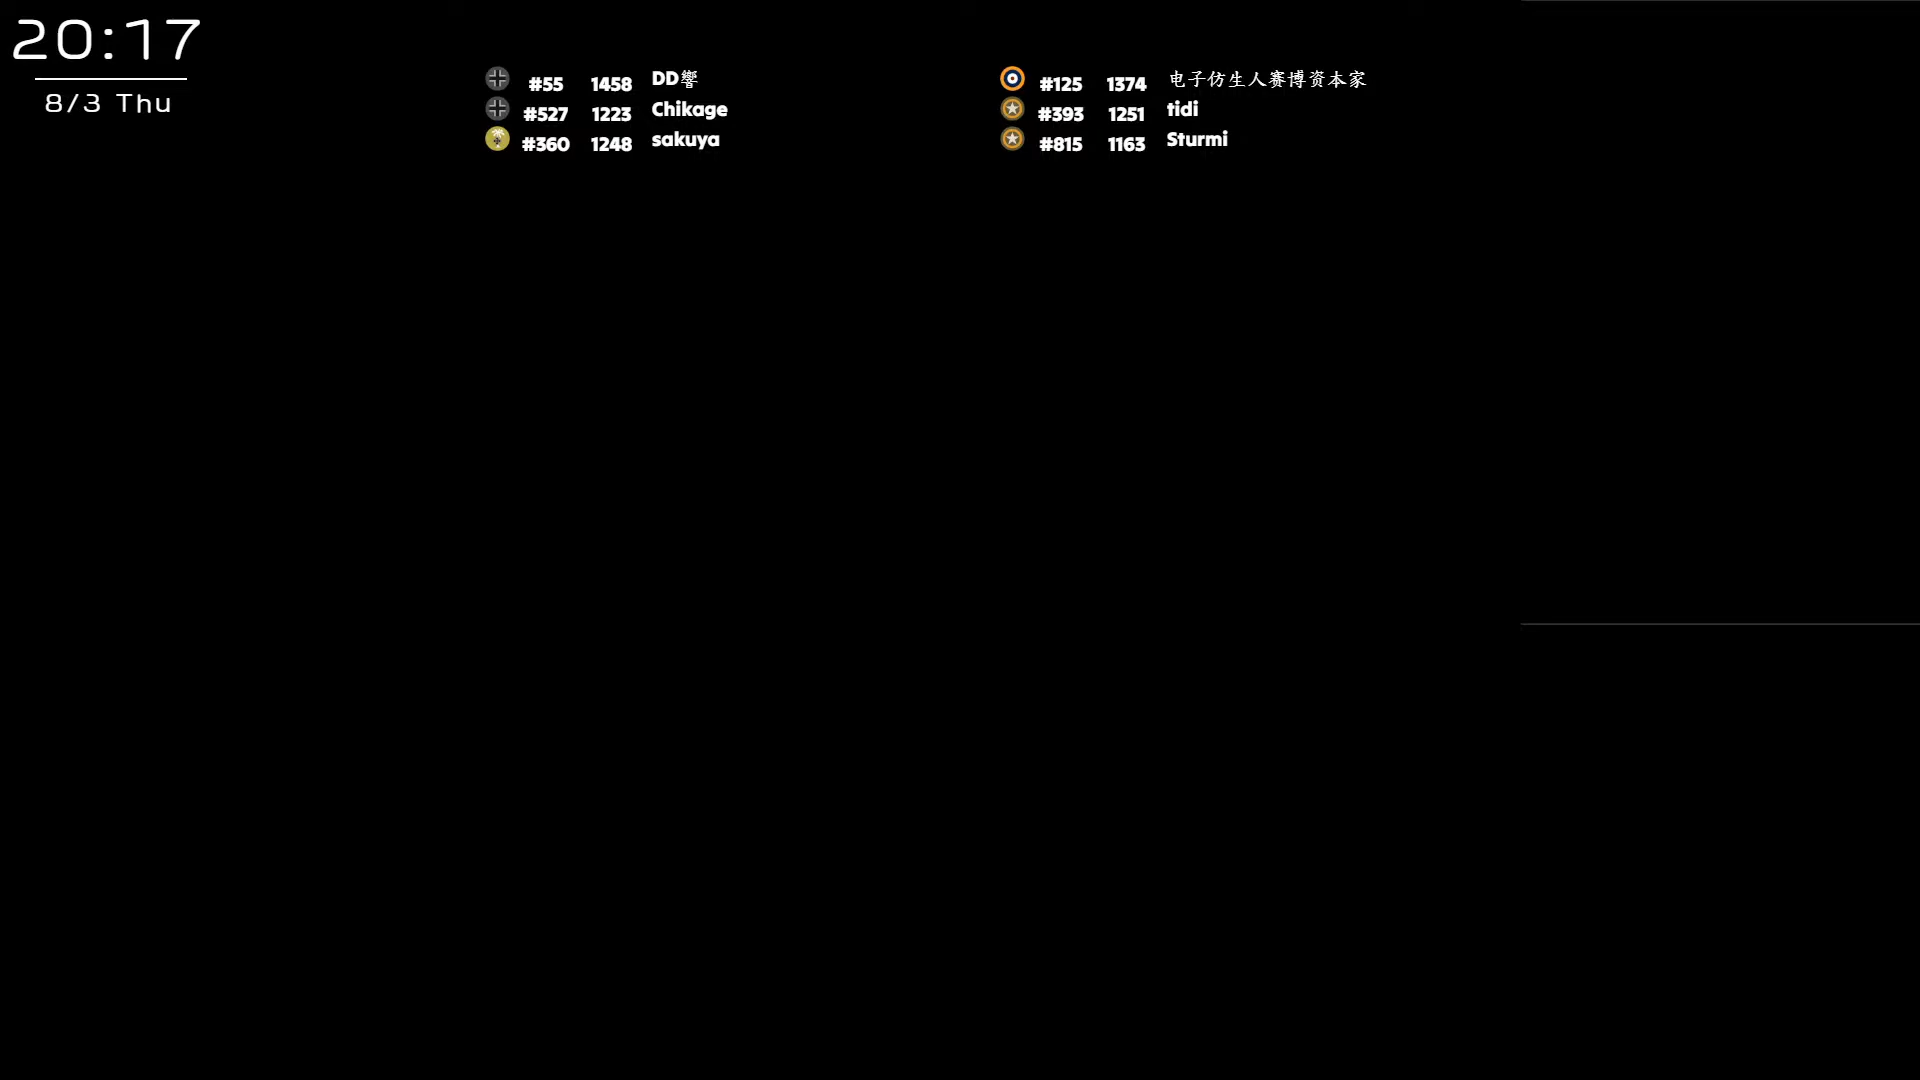 20:17
8/3 Thu
#55 1458 DD響
#527 1223 Chikage
#360 1248 sakuya
#125 1374 电子仿生人赛博资本家
#393 1251 tidi
#815 1163 Sturmi